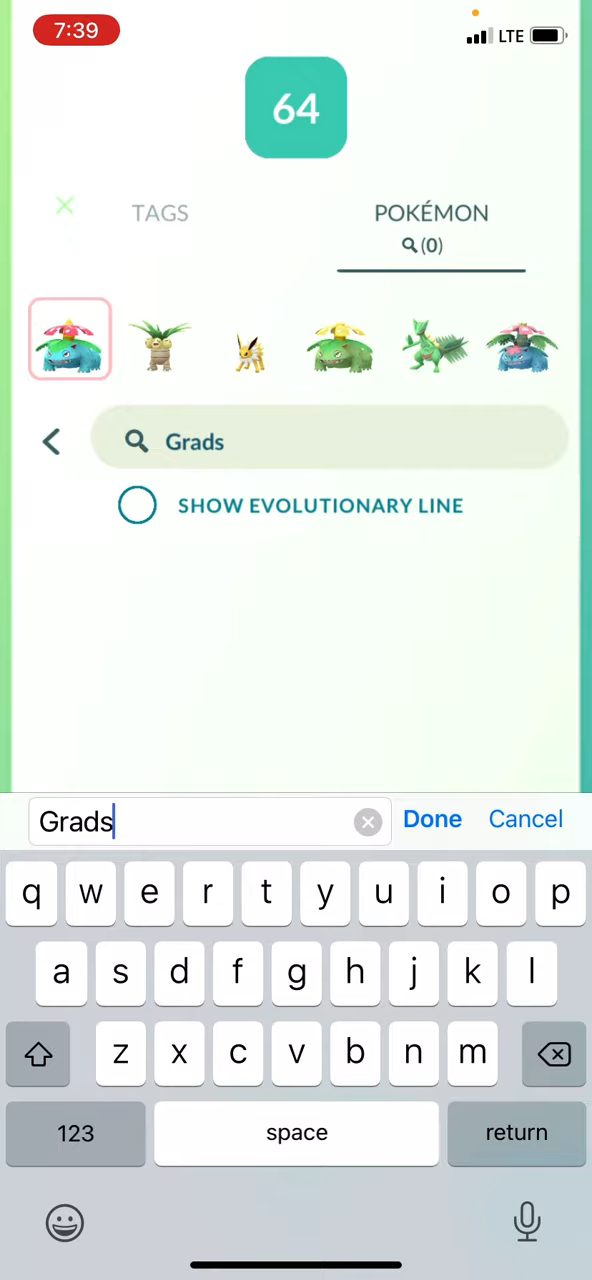 7:39
LTE
64
TAGS
POKÉMON
(0)
Grads
SHOW EVOLUTIONARY LINE
Grads
Done
Cancel
q w e r t y u i o p
a s d f g h j k l
z x c v b n m
123
space
return